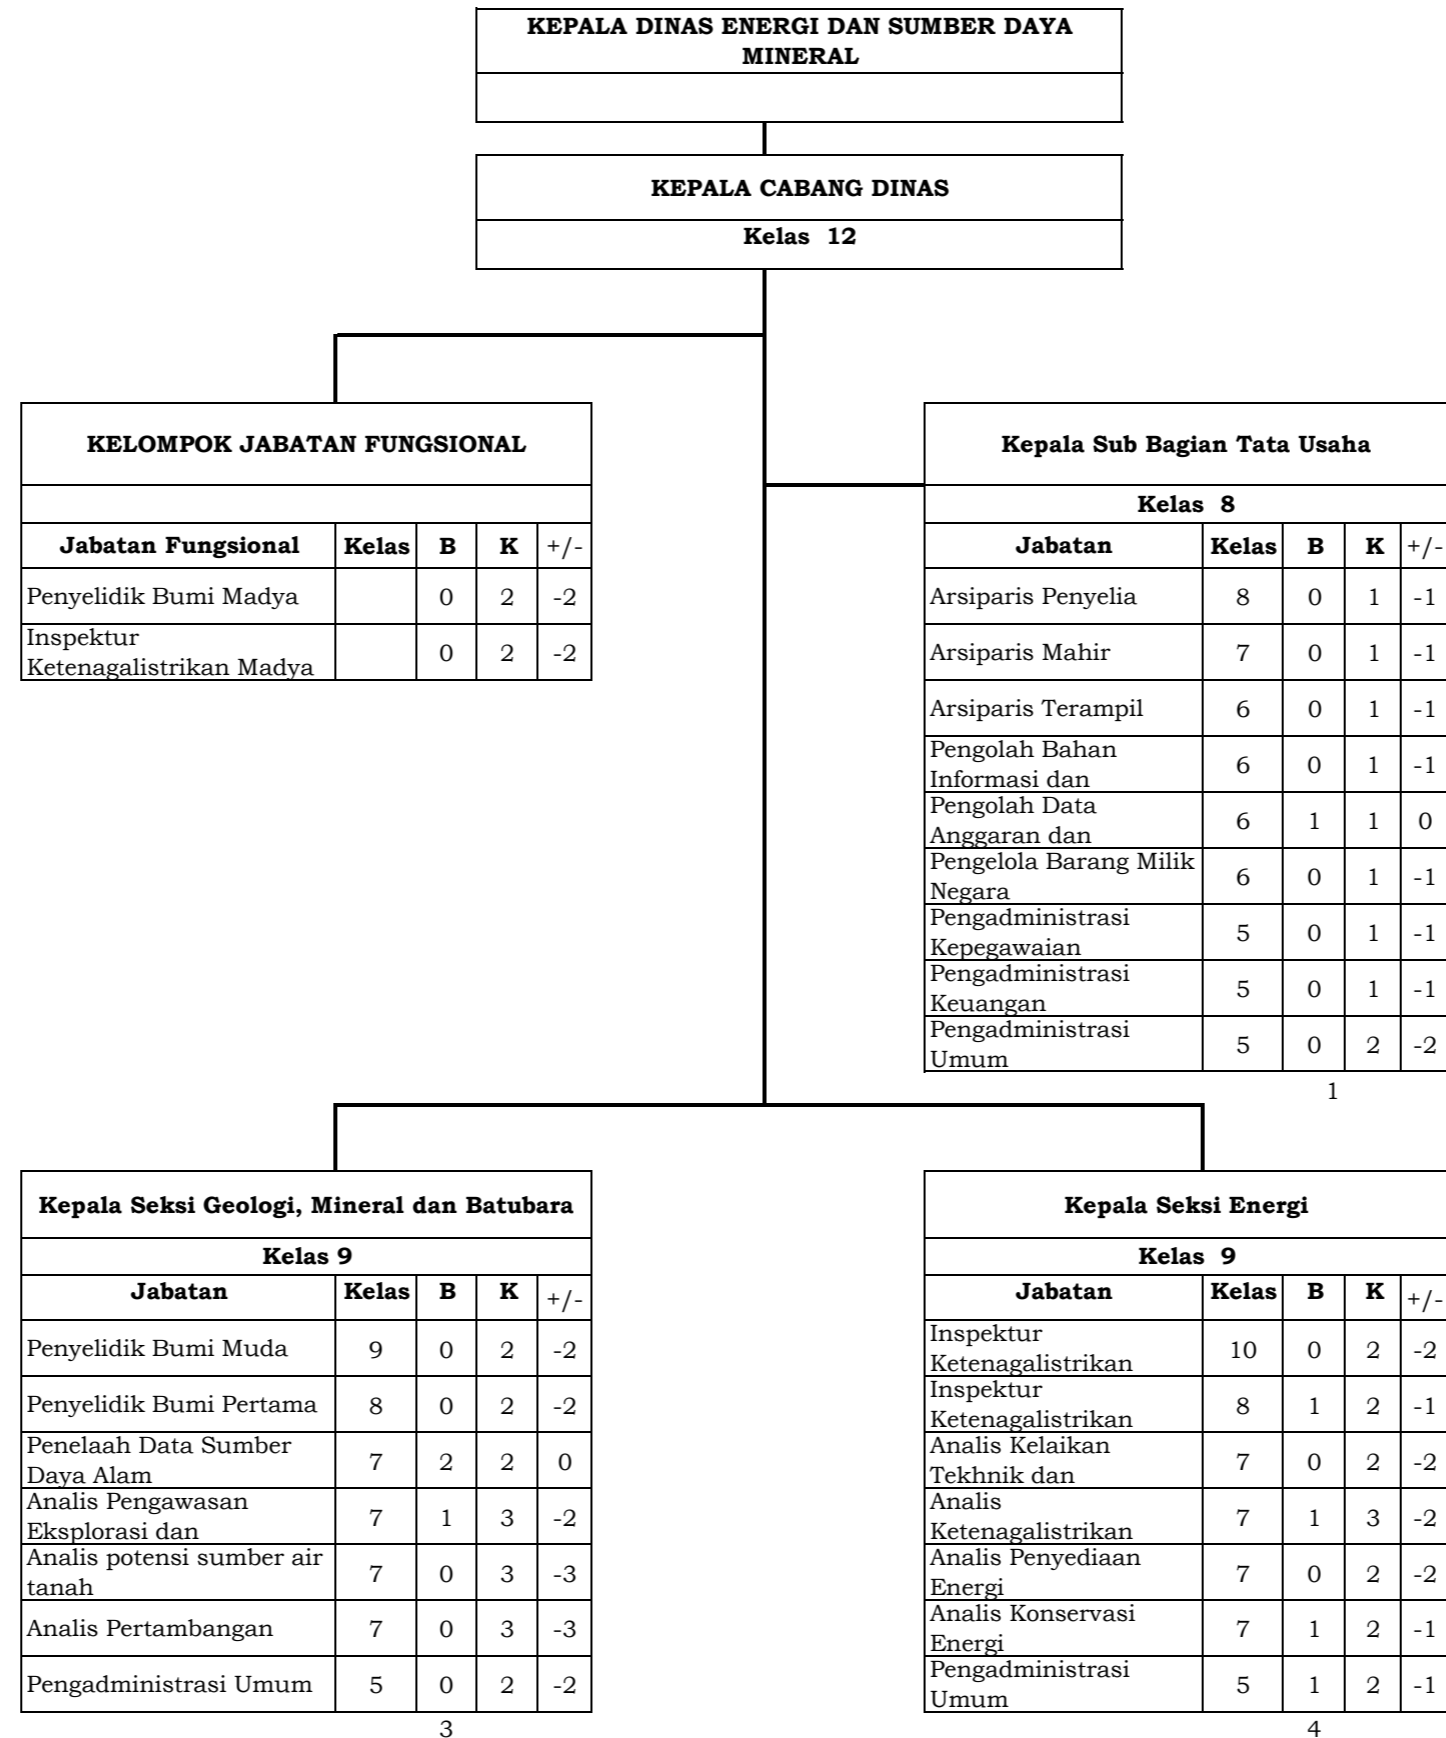 KEPALA DINAS ENERGI DAN SUMBER DAYA
MINERAL
KEPALA CABANG DINAS
Kelas 12
KELOMPOK JABATAN FUNGSIONAL
Jabatan Fungsional Kelas B K +/-
Penyelidik Bumi Madya 0 2 -2
Inspektur
Ketenagalistrikan Madya 0 2 -2
Kepala Sub Bagian Tata Usaha
Kelas 8
Jabatan Kelas B K +/-
Arsiparis Penyelia 8 0 1 -1
Arsiparis Mahir 7 0 1 -1
Arsiparis Terampil 6 0 1 -1
Pengolah Bahan
Informasi dan 6 0 1 -1
Pengolah Data
Anggaran dan 6 1 1 0
Pengelola Barang Milik
Negara 6 0 1 -1
Pengadministrasi
Kepegawaian 5 0 1 -1
Pengadministrasi
Keuangan 5 0 1 -1
Pengadministrasi
Umum 5 0 2 -2
1
Kepala Seksi Geologi, Mineral dan Batubara
Kelas 9
Jabatan Kelas B K +/-
Penyelidik Bumi Muda 9 0 2 -2
Penyelidik Bumi Pertama 8 0 2 -2
Penelaah Data Sumber
Daya Alam 7 2 2 0
Analis Pengawasan
Eksplorasi dan 7 1 3 -2
Analis potensi sumber air
tanah 7 0 3 -3
Analis Pertambangan 7 0 3 -3
Pengadministrasi Umum 5 0 2 -2
3
Kepala Seksi Energi
Kelas 9
Jabatan Kelas B K +/-
Inspektur
Ketenagalistrikan 10 0 2 -2
Inspektur
Ketenagalistrikan 8 1 2 -1
Analis Kelaikan
Tekhnik dan 7 0 2 -2
Analis
Ketenagalistrikan 7 1 3 -2
Analis Penyediaan
Energi 7 0 2 -2
Analis Konservasi
Energi 7 1 2 -1
Pengadministrasi
Umum 5 1 2 -1
4